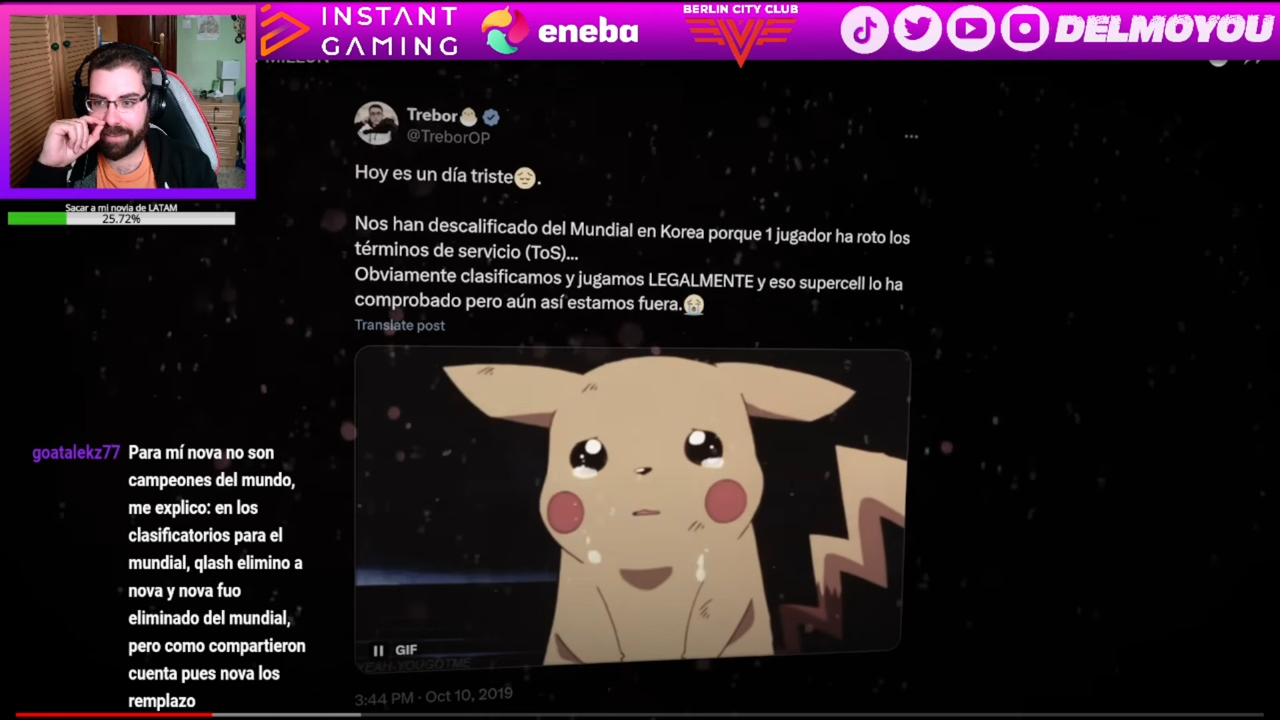 INSTANT
GAMING
eneba
BERLIN CITY CLUB
DELMOYOU
Sacar a mi novia de LATAM
25.72%
Trebor
@TreborOP
Hoy es un día triste😔.
Nos han descalificado del Mundial en Korea porque 1 jugador ha roto los
términos de servicio (ToS)...
Obviamente clasificamos y jugamos LEGALMENTE y eso supercell lo ha
comprobado pero aún así estamos fuera.😭
Translate post
GIF
YEAH-YOUGOTME
3:44 PM · Oct 10, 2019
goatalekz77 Para mí nova no son
campeones del mundo,
me explico: en los
clasificatorios para el
mundial, qlash elimino a
nova y nova fuo
eliminado del mundial,
pero como compartieron
cuenta pues nova los
remplazo